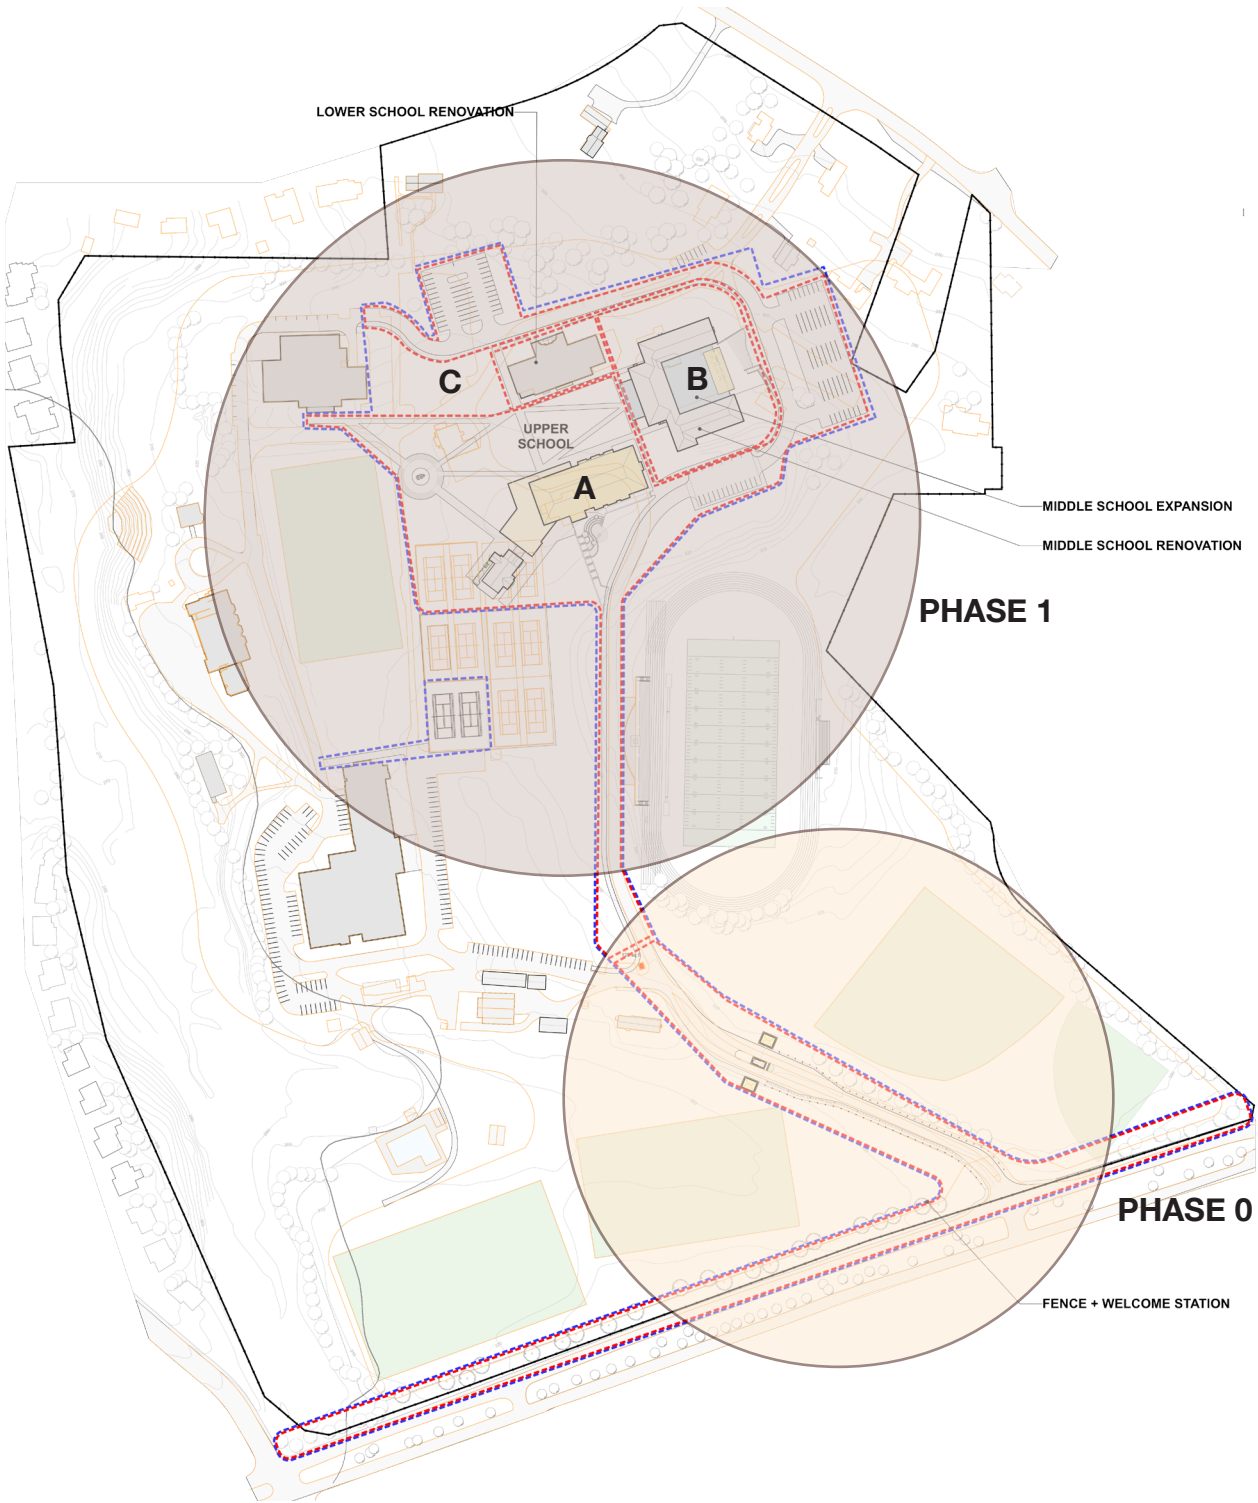 LOWER SCHOOL RENOVATION
C
B
UPPER
SCHOOL
A
MIDDLE SCHOOL EXPANSION
MIDDLE SCHOOL RENOVATION
PHASE 1
PHASE 0
FENCE + WELCOME STATION